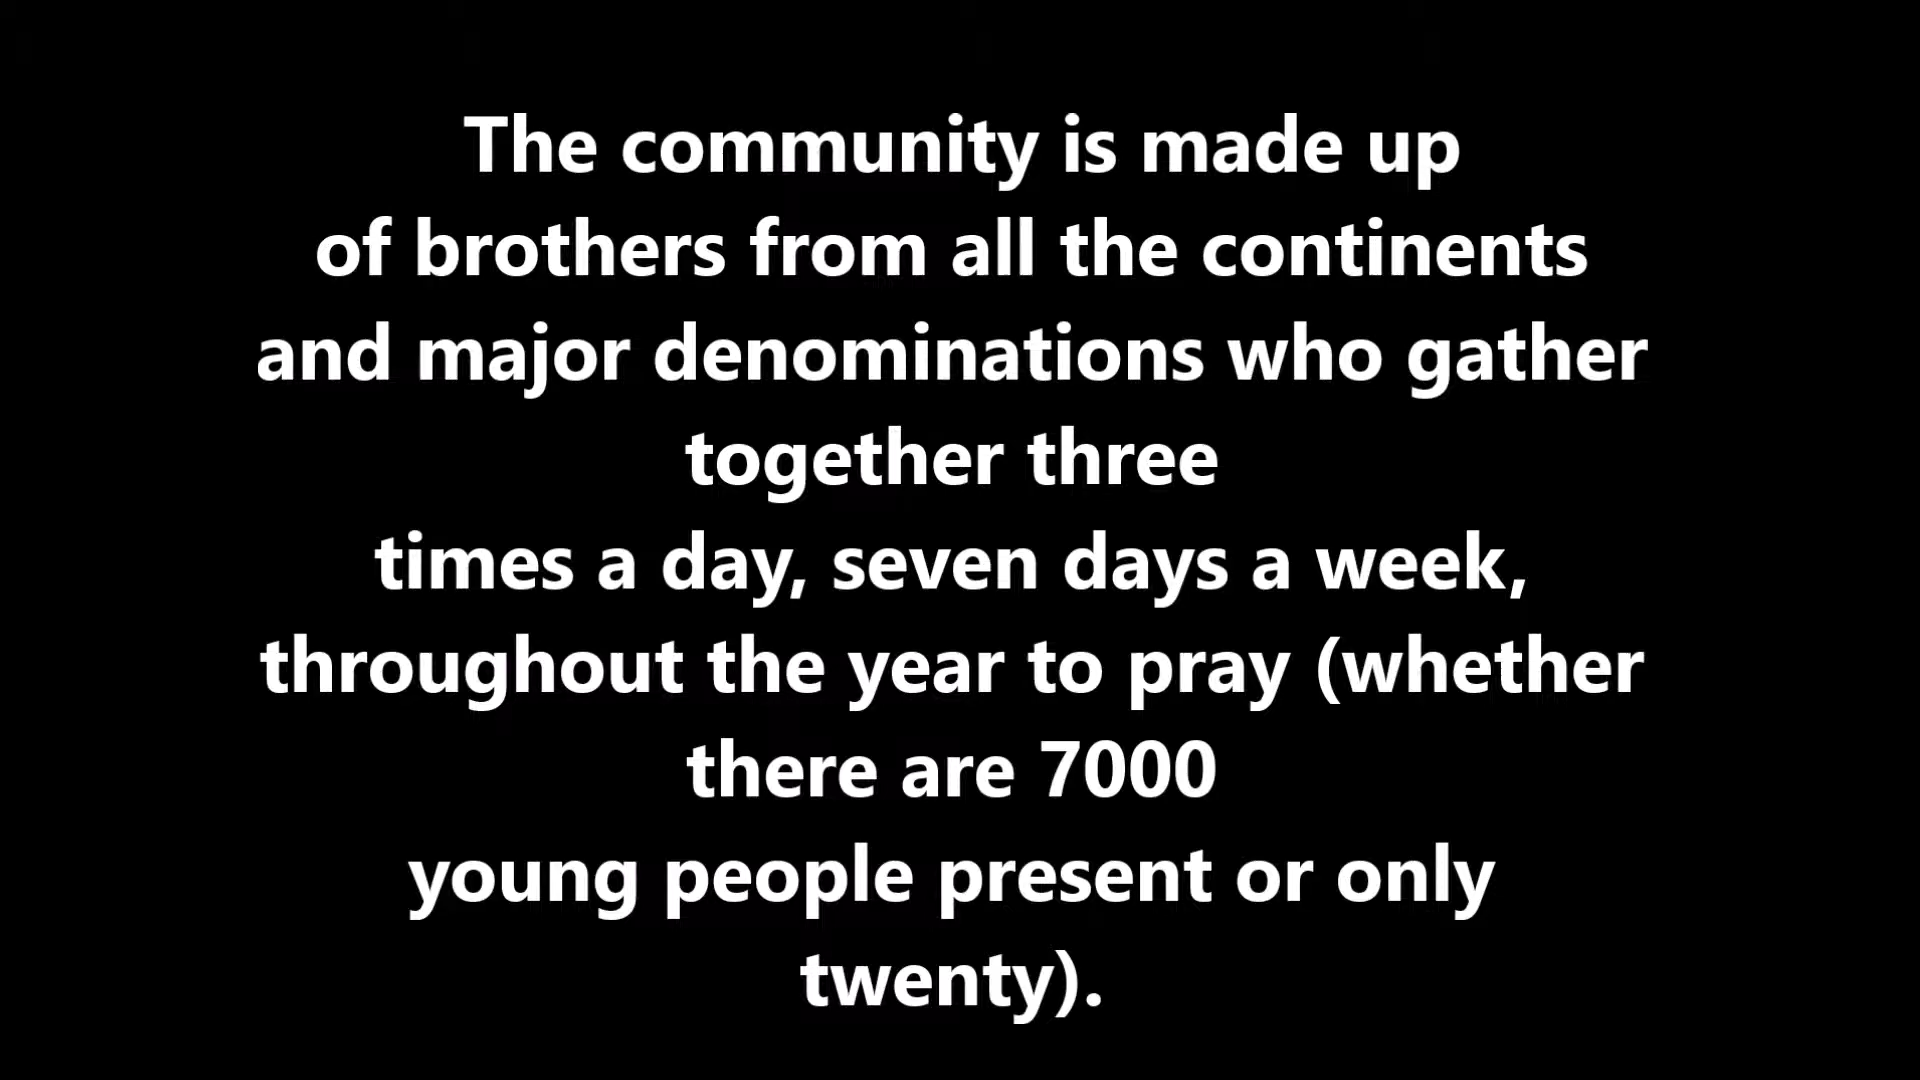 The community is made up
of brothers from all the continents
and major denominations who gather
together three
times a day, seven days a week,
throughout the year to pray (whether
there are 7000
young people present or only
twenty).